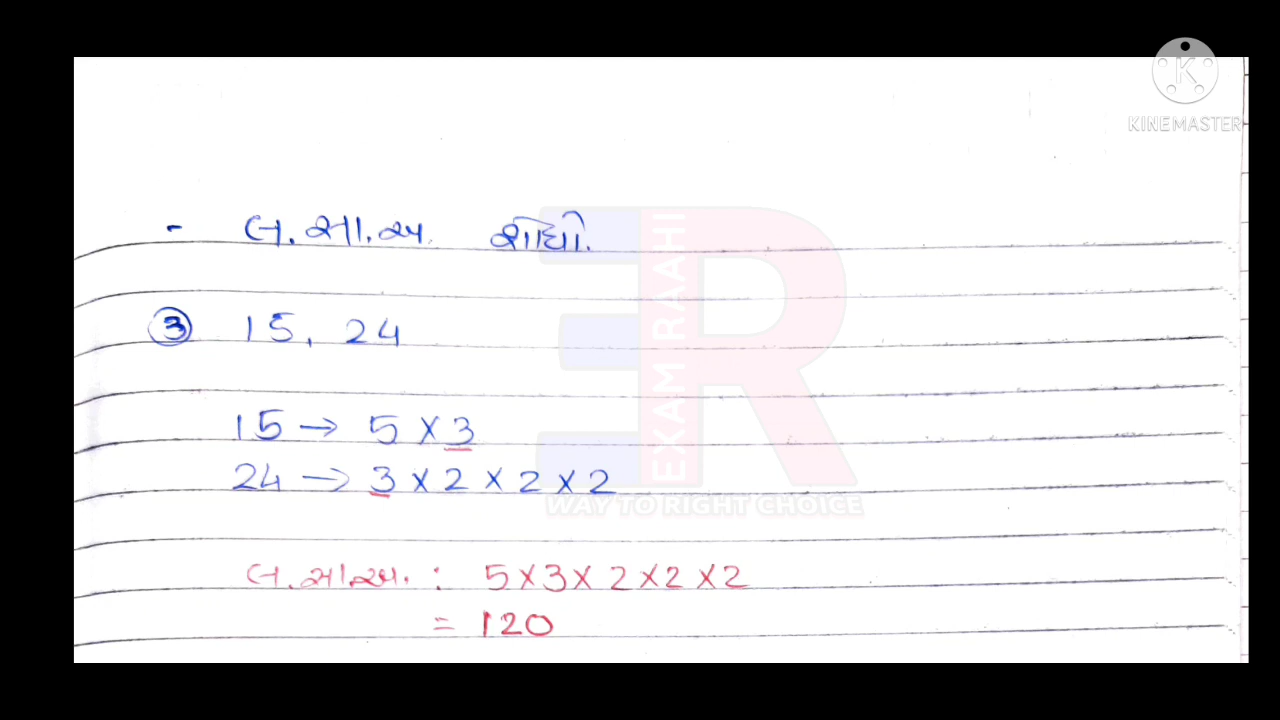 KINEMASTER
- લ.સા.અ. શોધો.
③ 15, 24
15 → 5 × 3
24 → 3 × 2 × 2 × 2
લ.સા.અ. : 5 × 3 × 2 × 2 × 2
= 120
EXAM RAAHI
WAY TO RIGHT CHOICE